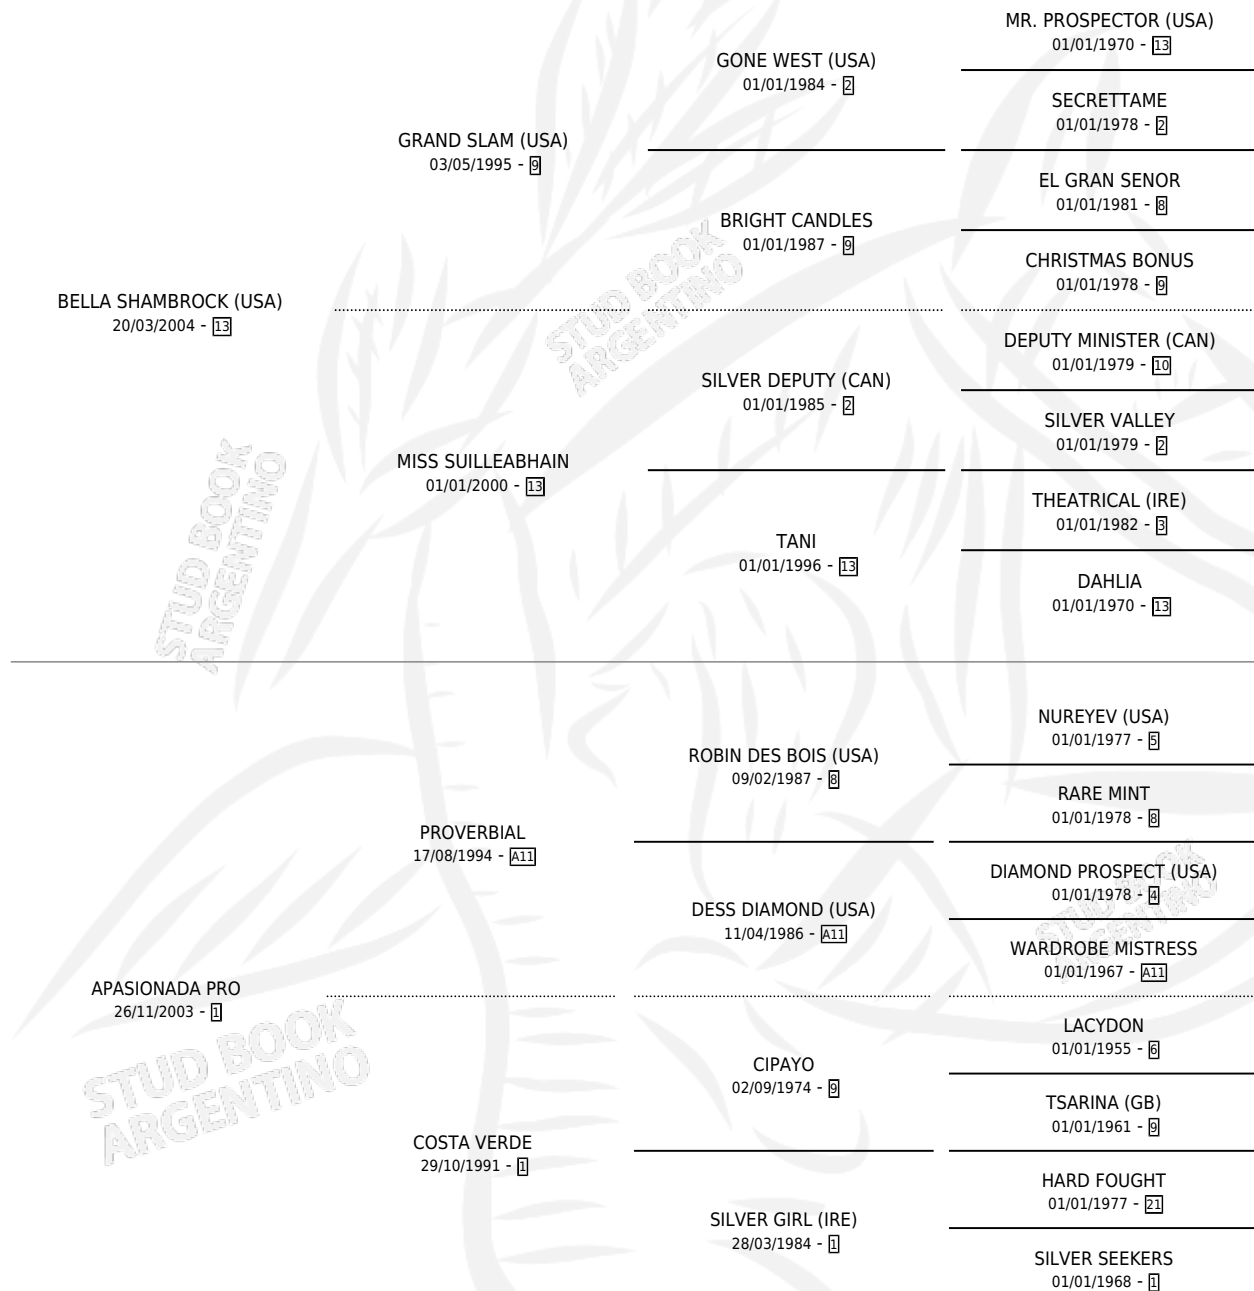 MR. PROSPECTOR (USA)
01/01/1970 - 13
GONE WEST (USA)
01/01/1984 - 2
SECRETTAME
01/01/1978 - 2
GRAND SLAM (USA)
03/05/1995 - 9
EL GRAN SENOR
01/01/1981 - 8
BRIGHT CANDLES
01/01/1987 - 9
CHRISTMAS BONUS
01/01/1978 - 9
BELLA SHAMBROCK (USA)
20/03/2004 - 13
DEPUTY MINISTER (CAN)
01/01/1979 - 10
SILVER DEPUTY (CAN)
01/01/1985 - 2
SILVER VALLEY
01/01/1979 - 2
MISS SUILLEABHAIN
01/01/2000 - 13
THEATRICAL (IRE)
01/01/1982 - 3
TANI
01/01/1996 - 13
DAHLIA
01/01/1970 - 13
NUREYEV (USA)
01/01/1977 - 5
ROBIN DES BOIS (USA)
09/02/1987 - 8
RARE MINT
01/01/1978 - 8
PROVERBIAL
17/08/1994 - A11
DIAMOND PROSPECT (USA)
01/01/1978 - 4
DESS DIAMOND (USA)
11/04/1986 - A11
WARDROBE MISTRESS
01/01/1967 - A11
APASIONADA PRO
26/11/2003 - 1
LACYDON
01/01/1955 - 6
CIPAYO
02/09/1974 - 9
TSARINA (GB)
01/01/1961 - 9
COSTA VERDE
29/10/1991 - 1
HARD FOUGHT
01/01/1977 - 21
SILVER GIRL (IRE)
28/03/1984 - 1
SILVER SEEKERS
01/01/1968 - 1
STUD BOOK
ARGENTINO
STUD BOOK
ARGENTINO
STUD BOOK
ARGENTINO
STUD BOOK
ARGENTINO